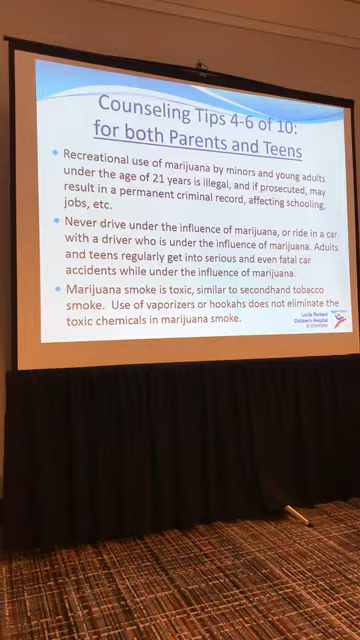 Counseling Tips 4-6 of 10:
for both Parents and Teens
• Recreational use of marijuana by minors and young adults
under the age of 21 years is illegal, and if prosecuted, may
result in a permanent criminal record, affecting schooling,
jobs, etc.
• Never drive under the influence of marijuana, or ride in a car
with a driver who is under the influence of marijuana. Adults
and teens regularly get into serious and even fatal car
accidents while under the influence of marijuana.
• Marijuana smoke is toxic, similar to secondhand tobacco
smoke. Use of vaporizers or hookahs does not eliminate the
toxic chemicals in marijuana smoke.
Lucile Packard
Children's Hospital
AT STANFORD